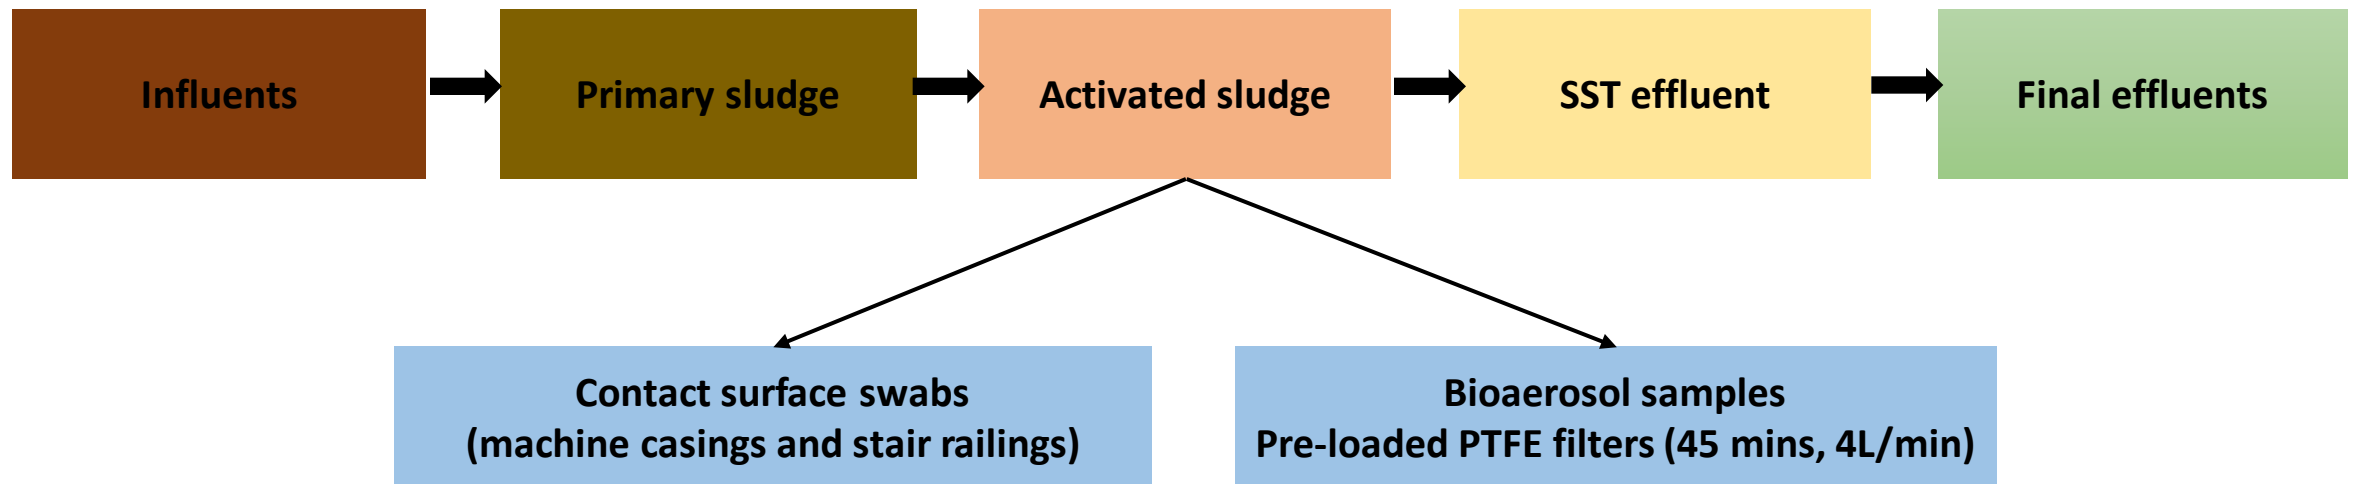 Influents
Primary sludge
Activated sludge
SST effluent
Final effluents
Contact surface swabs
(machine casings and stair railings)
Bioaerosol samples
Pre-loaded PTFE filters (45 mins, 4L/min)